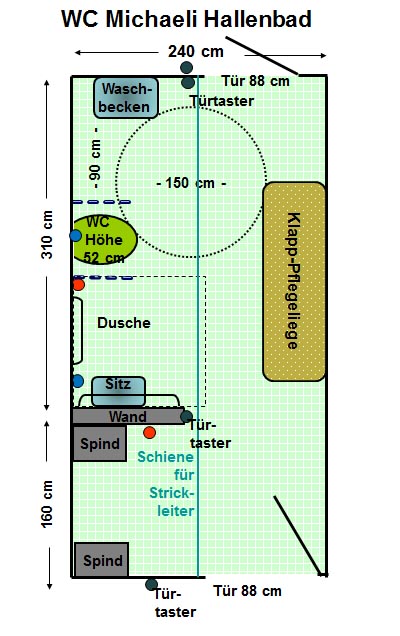 WC Michaeli Hallenbad
240 cm
Tür 88 cm
Wasch-
becken
Türtaster
- 90 cm -
- 150 cm -
310 cm
WC
Höhe
52 cm
Klapp-Pflegeliege
Dusche
Sitz
Wand
Tür-
taster
Spind
Schiene
für
Strick-
leiter
160 cm
Spind
Tür 88 cm
Tür-
taster